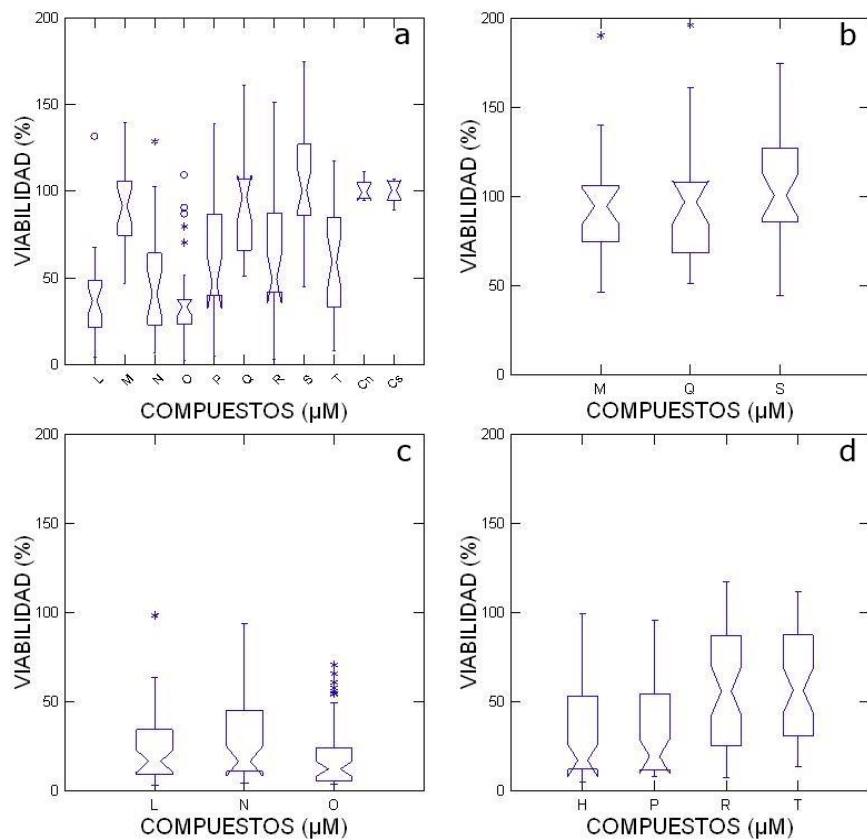 a
200
150
100
50
0
VIABILIDAD (%)
L M N O P Q R S T Cn Cs
COMPUESTOS (µM)
b
200
150
100
50
0
VIABILIDAD (%)
M Q S
COMPUESTOS (µM)
c
200
150
100
50
0
VIABILIDAD (%)
L N O
COMPUESTOS (µM)
d
200
150
100
50
0
VIABILIDAD (%)
H P R T
COMPUESTOS (µM)